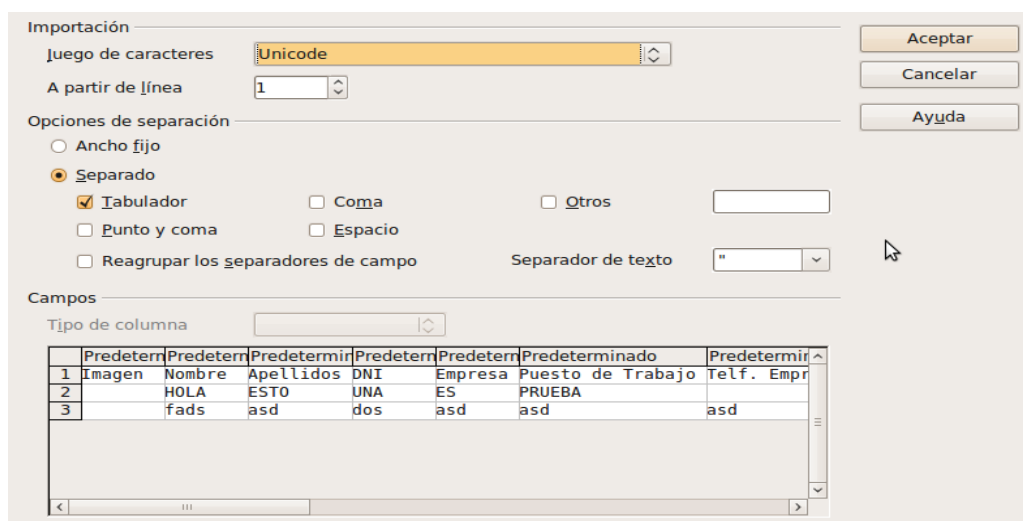 Importación
Juego de caracteres Unicode
A partir de línea 1
Opciones de separación
Ancho fijo
Separado
Tabulador Coma Otros
Punto y coma Espacio
Reagrupar los separadores de campo Separador de texto "
Campos
Tipo de columna
Predetern Predetern Predetermin Predetern Predetern Predeterminado Predetermir
1 Imagen Nombre Apellidos DNI Empresa Puesto de Trabajo Telf. Empr
2 HOLA ESTO UNA ES PRUEBA
3 fads asd dos asd asd asd
Aceptar
Cancelar
Ayuda